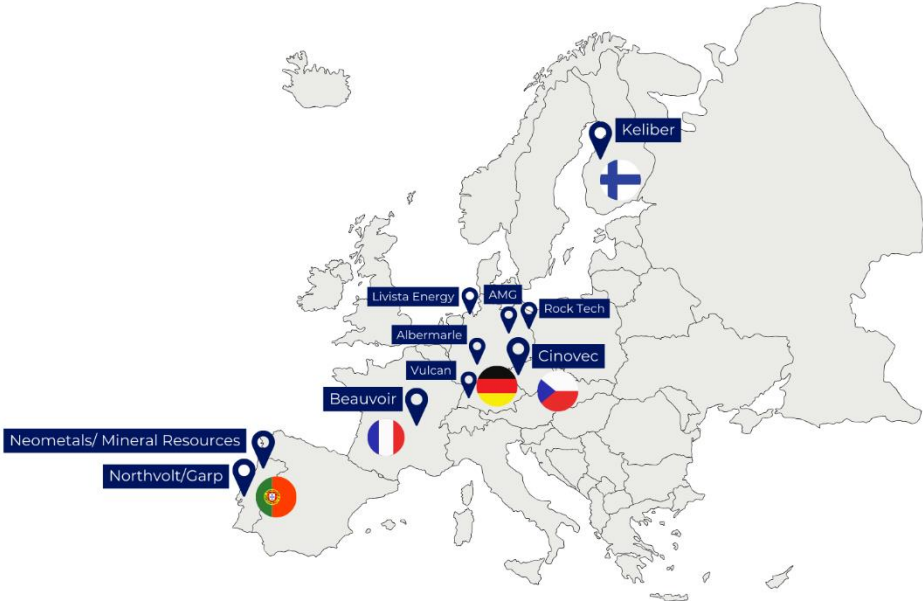 Keliber
Livista Energy
AMG
Rock Tech
Albermarle
Cinovec
Vulcan
Beauvoir
Neometals/ Mineral Resources
Northvolt/Garp